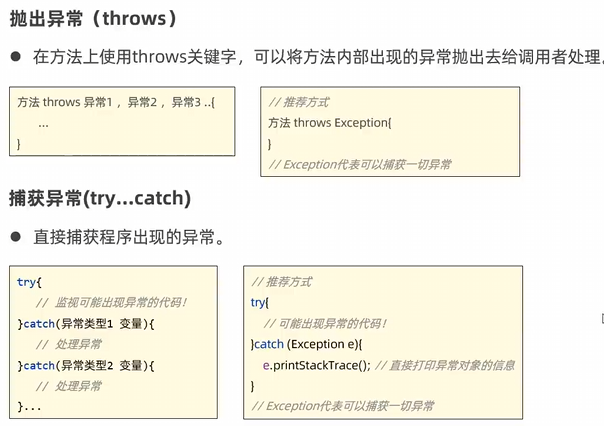 抛出异常（throws）
● 在方法上使用throws关键字，可以将方法内部出现的异常抛出去给调用者处理。
方法 throws 异常1 ，异常2 ，异常3 ..{
...
}
// 推荐方式
方法 throws Exception{
}
// Exception代表可以捕获一切异常
捕获异常(try...catch)
● 直接捕获程序出现的异常。
try{
// 监视可能出现异常的代码！
}catch(异常类型1 变量){
// 处理异常
}catch(异常类型2 变量){
// 处理异常
}...
// 推荐方式
try{
// 可能出现异常的代码！
}catch (Exception e){
e.printStackTrace(); // 直接打印异常对象的信息
}
// Exception代表可以捕获一切异常